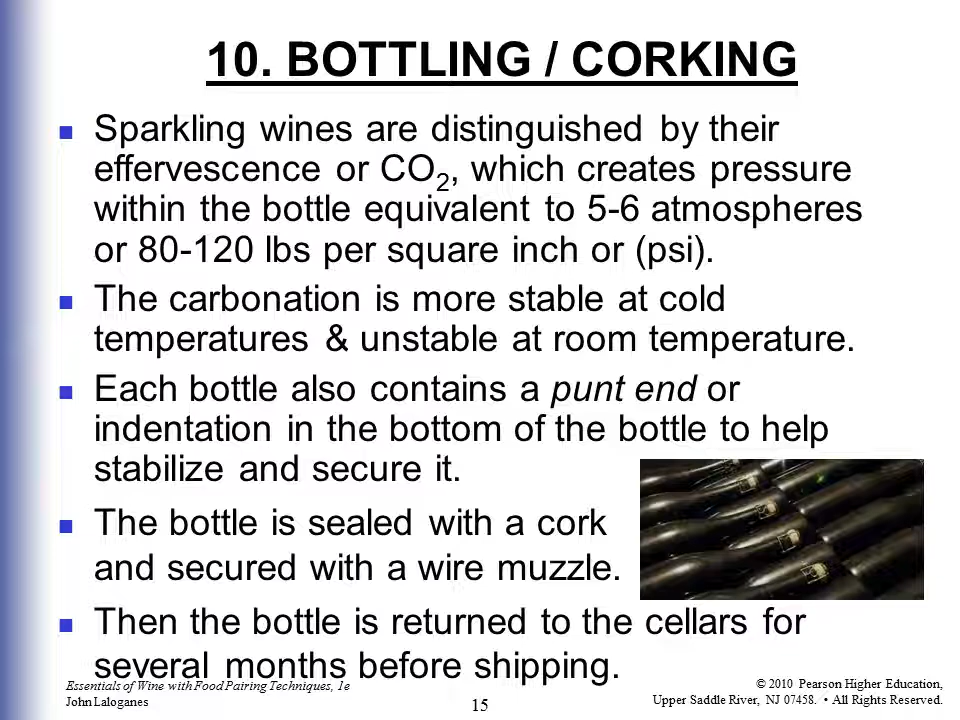 10. BOTTLING / CORKING
Sparkling wines are distinguished by their
effervescence or CO2, which creates pressure
within the bottle equivalent to 5-6 atmospheres
or 80-120 lbs per square inch or (psi).
The carbonation is more stable at cold
temperatures & unstable at room temperature.
Each bottle also contains a punt end or
indentation in the bottom of the bottle to help
stabilize and secure it.
The bottle is sealed with a cork
and secured with a wire muzzle.
Then the bottle is returned to the cellars for
several months before shipping.
Essentials of Wine with Food Pairing Techniques, 1e
John Laloganes
15
© 2010 Pearson Higher Education,
Upper Saddle River, NJ 07458. • All Rights Reserved.